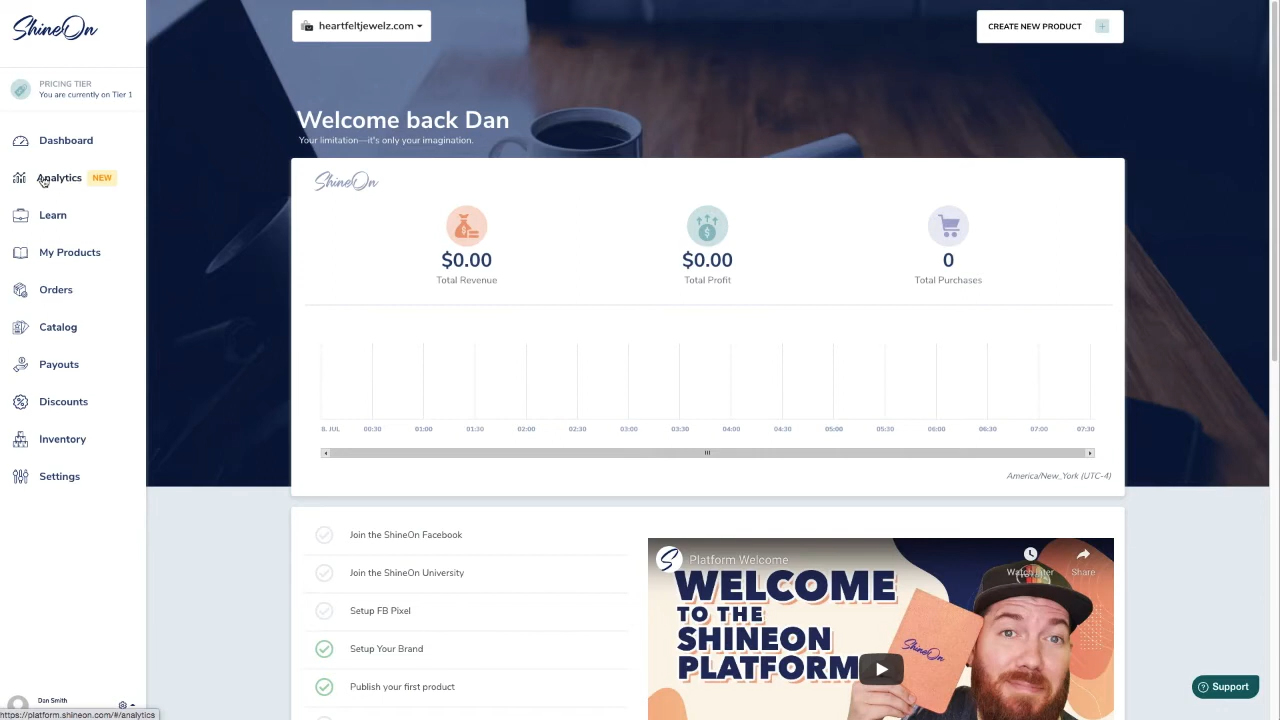 ShineOn
PRICING TIER
You are currently on Tier 1
Dashboard
Analytics NEW
Learn
My Products
Orders
Catalog
Payouts
Discounts
Inventory
Settings
Dan Smith
https://platform.shineon.com/#/analytics
heartfeltjewelz.com
CREATE NEW PRODUCT
Welcome back Dan
Your limitation—it's only your imagination.
ShineOn
$0.00
Total Revenue
$0.00
Total Profit
0
Total Purchases
8. JUL 00:30 01:00 01:30 02:00 02:30 03:00 03:30 04:00 04:30 05:00 05:30 06:00 06:30 07:00 07:30
America/New_York (UTC-4)
Join the ShineOn Facebook
Join the ShineOn University
Setup FB Pixel
Setup Your Brand
Publish your first product
Platform Welcome
Watch later
Share
WELCOME
TO THE
SHINEON
PLATFORM
ShineOn
Support